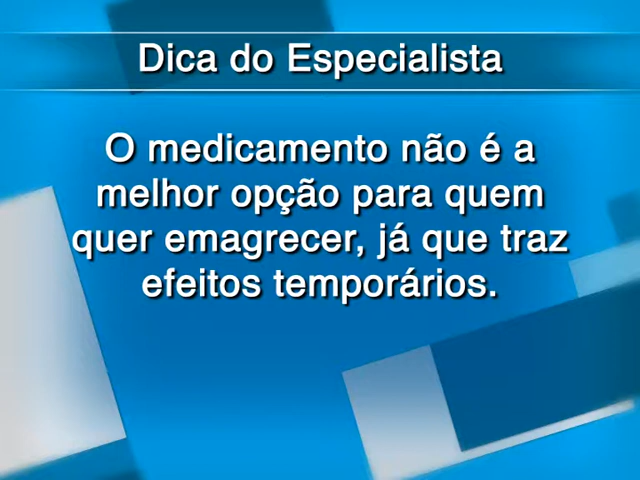 Dica do Especialista
O medicamento não é a
melhor opção para quem
quer emagrecer, já que traz
efeitos temporários.